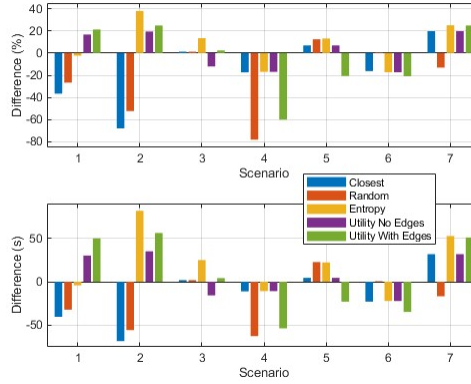 40
20
0
-20
-40
-60
-80
Difference (%)
1 2 3 4 5 6 7
Scenario
Closest
Random
Entropy
Utility No Edges
Utility With Edges
50
0
-50
Difference (s)
1 2 3 4 5 6 7
Scenario